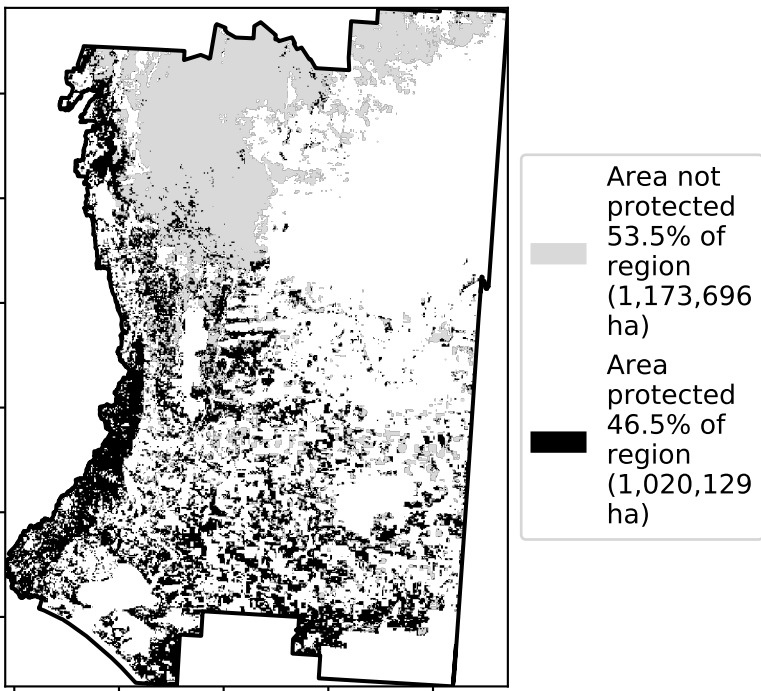 Area not
protected
53.5% of
region
(1,173,696
ha)
Area
protected
46.5% of
region
(1,020,129
ha)